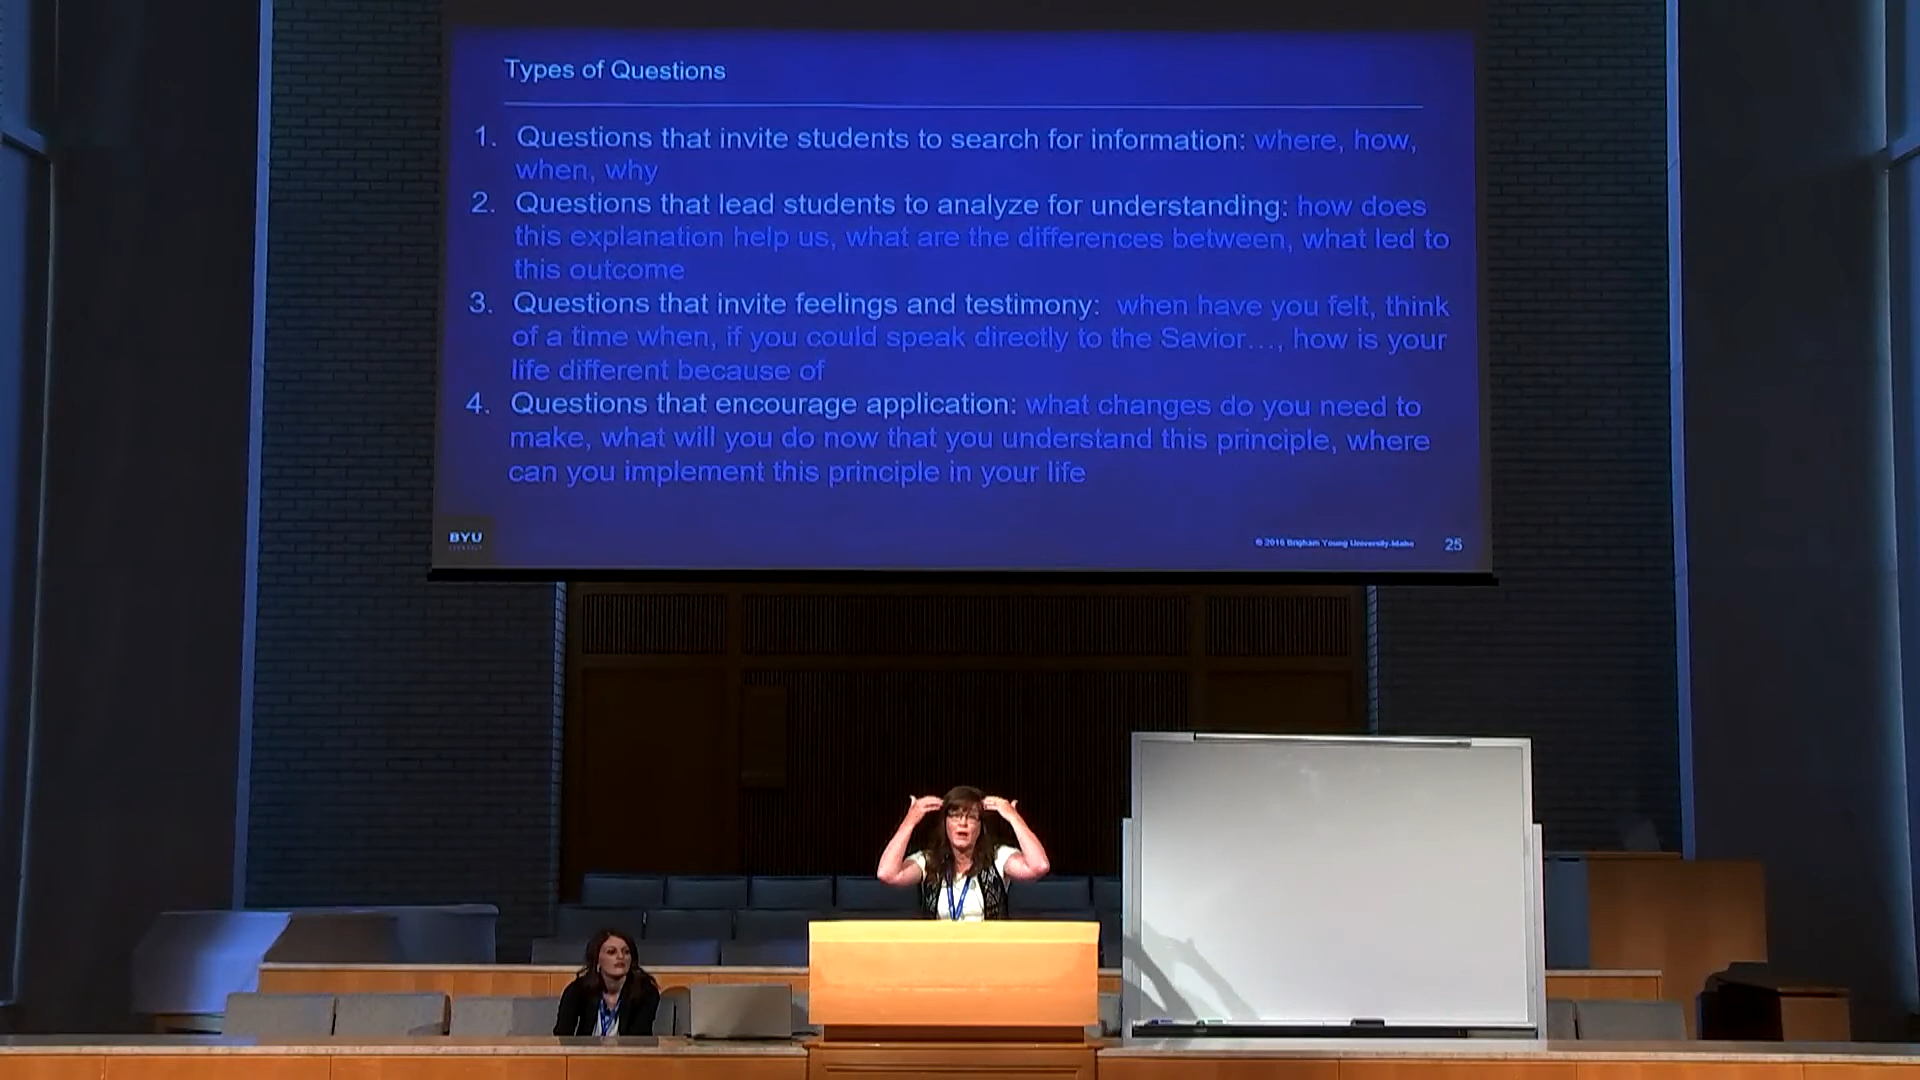 Types of Questions
1. Questions that invite students to search for information: where, how,
when, why
2. Questions that lead students to analyze for understanding: how does
this explanation help us, what are the differences between, what led to
this outcome
3. Questions that invite feelings and testimony: when have you felt, think
of a time when, if you could speak directly to the Savior..., how is your
life different because of
4. Questions that encourage application: what changes do you need to
make, what will you do now that you understand this principle, where
can you implement this principle in your life
BYU
© 2016 Brigham Young University-Idaho
25